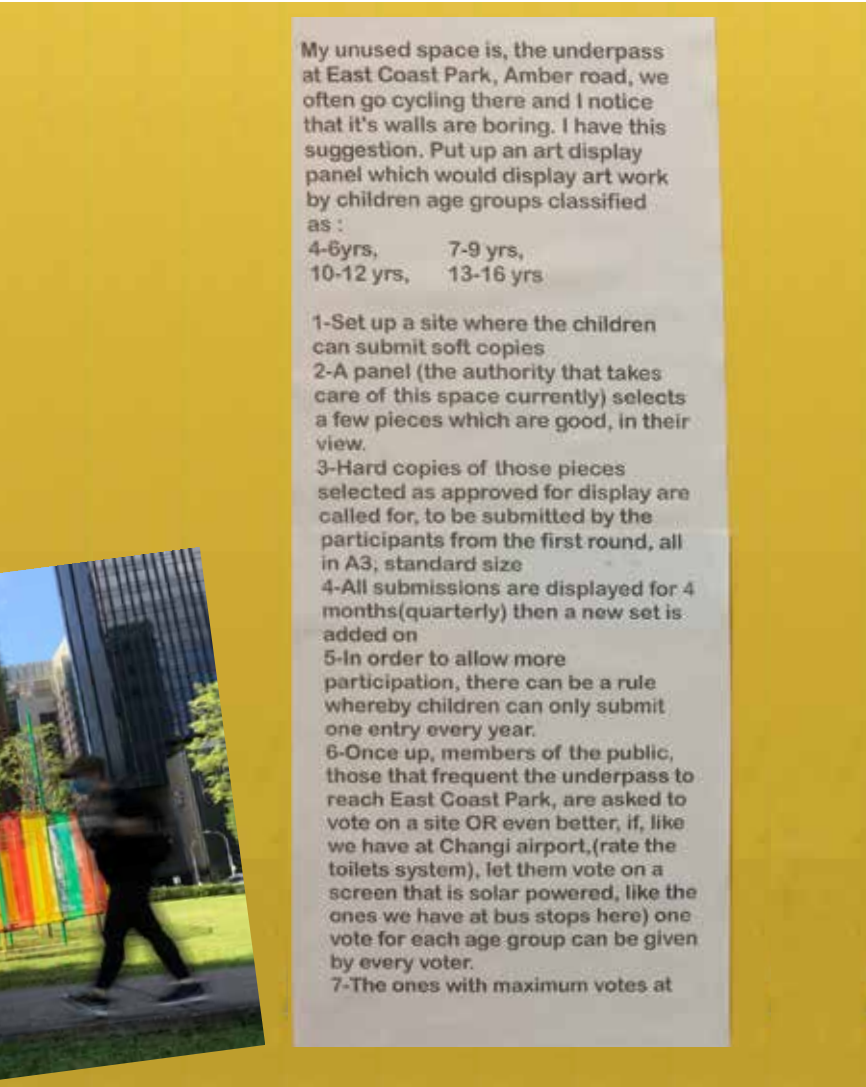 My unused space is, the underpass
at East Coast Park, Amber road, we
often go cycling there and I notice
that it's walls are boring. I have this
suggestion. Put up an art display
panel which would display art work
by children age groups classified
as :
4-6yrs, 7-9 yrs,
10-12 yrs, 13-16 yrs
1-Set up a site where the children
can submit soft copies
2-A panel (the authority that takes
care of this space currently) selects
a few pieces which are good, in their
view.
3-Hard copies of those pieces
selected as approved for display are
called for, to be submitted by the
participants from the first round, all
in A3, standard size
4-All submissions are displayed for 4
months(quarterly) then a new set is
added on
5-In order to allow more
participation, there can be a rule
whereby children can only submit
one entry every year.
6-Once up, members of the public,
those that frequent the underpass to
reach East Coast Park, are asked to
vote on a site OR even better, if, like
we have at Changi airport,(rate the
toilets system), let them vote on a
screen that is solar powered, like the
ones we have at bus stops here) one
vote for each age group can be given
by every voter.
7-The ones with maximum votes at